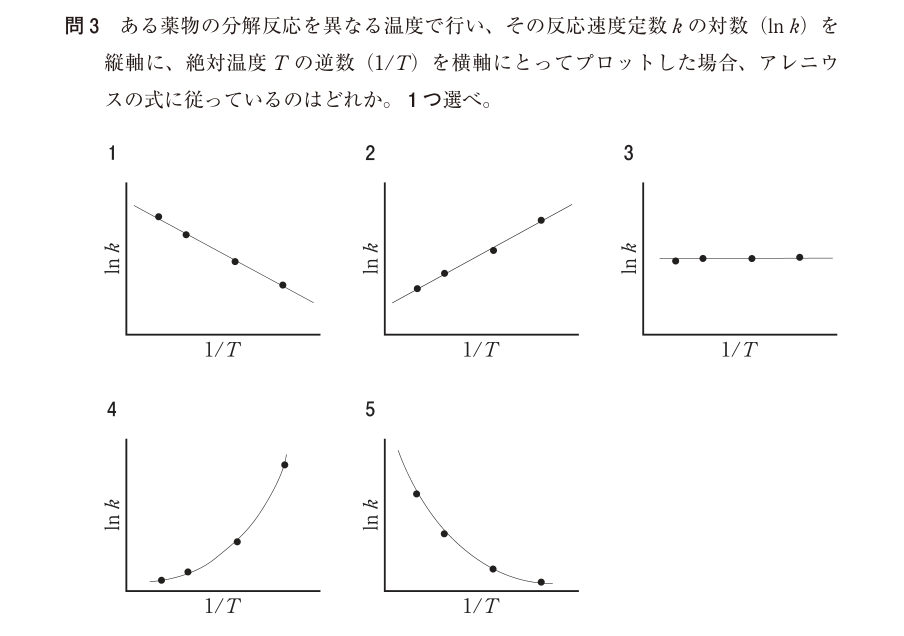 問3 ある薬物の分解反応を異なる温度で行い、その反応速度定数 k の対数（ln k）を
縦軸に、絶対温度 T の逆数（1/T）を横軸にとってプロットした場合、アレニウ
スの式に従っているのはどれか。1つ選べ。
1
2
3
ln k
1/T
ln k
1/T
ln k
1/T
4
5
ln k
1/T
ln k
1/T